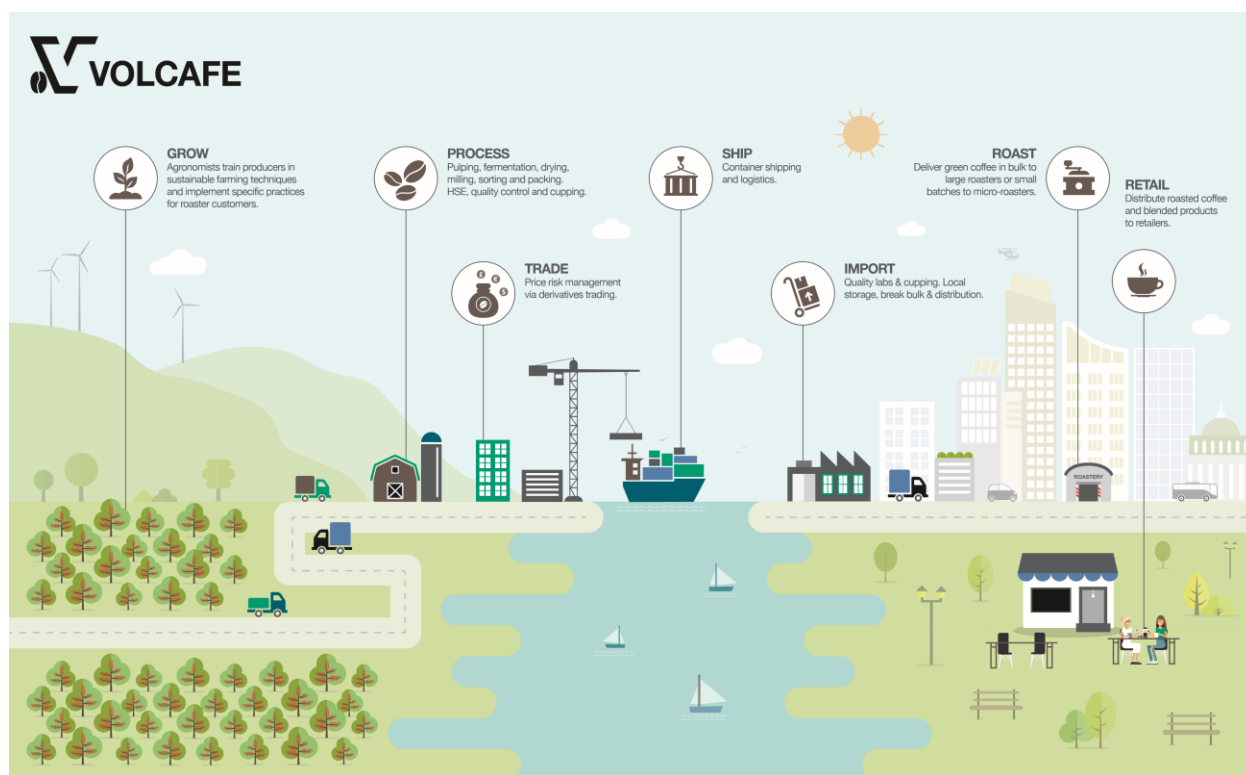 VOLCAFE
GROW
Agronomists train producers in
sustainable farming techniques
and implement specific practices
for roaster customers.
PROCESS
Pulping, fermentation, drying,
milling, sorting and packing.
HSE, quality control and cupping.
SHIP
Container shipping
and logistics.
ROAST
Deliver green coffee in bulk to
large roasters or small
batches to micro-roasters.
RETAIL
Distribute roasted coffee
and blended products
to retailers.
£ € $
TRADE
Price risk management
via derivatives trading.
IMPORT
Quality labs & cupping. Local
storage, break bulk & distribution.
ROASTERY